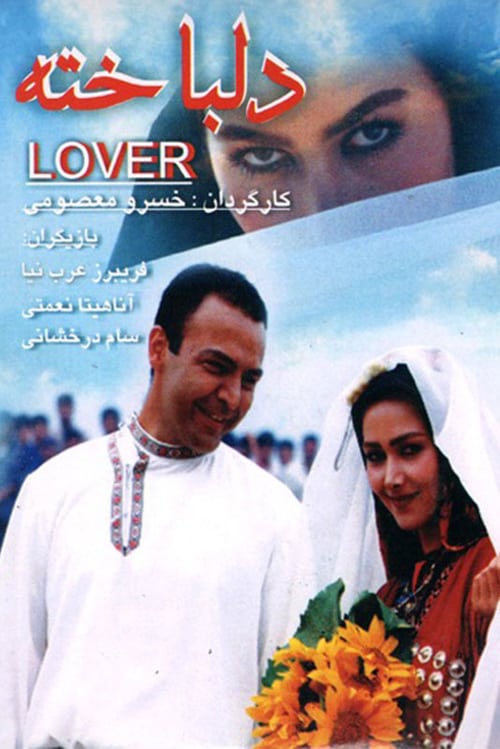 دلباخته
LOVER
کارگردان : خسرو معصومی
بازیگران:
فریبرز عرب نیا
آناهیتا نعمتی
سام درخشانی